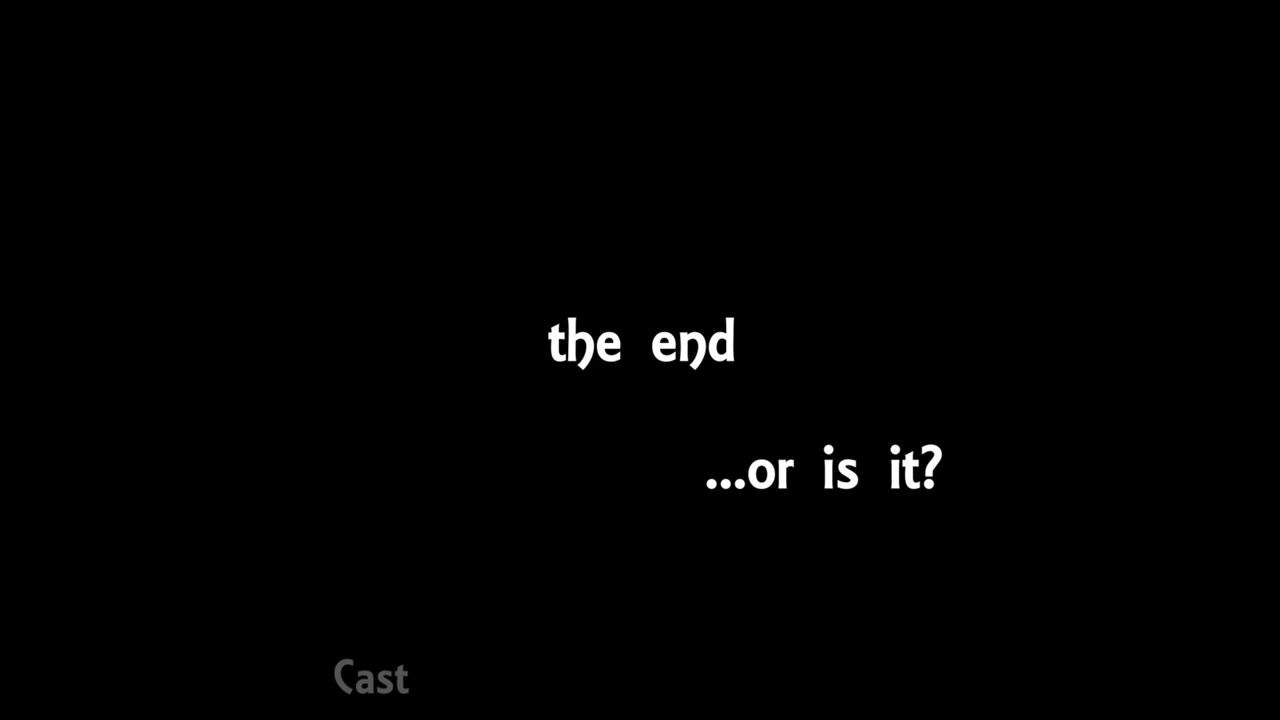 the end
...or is it?
Cast